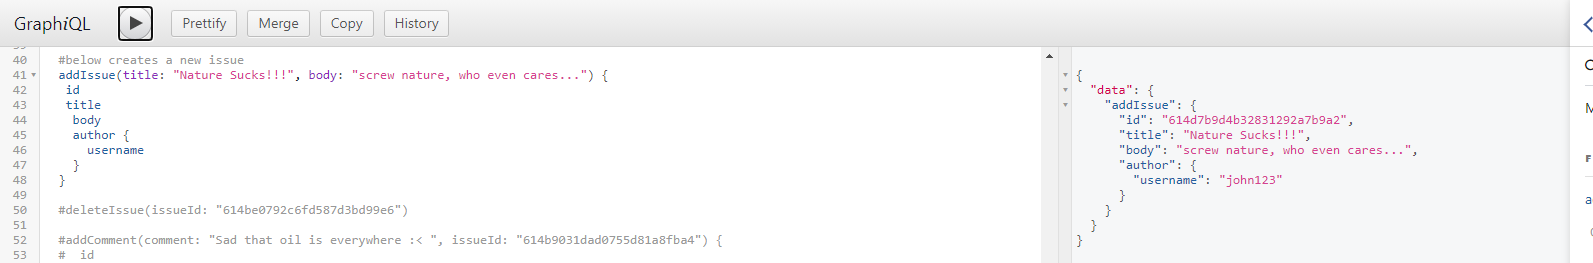 GraphiQL Prettify Merge Copy History
39
40 #below creates a new issue
41 addIssue(title: "Nature Sucks!!!", body: "screw nature, who even cares...") {
42 id
43 title
44 body
45 author {
46 username
47 }
48 }
49
50 #deleteIssue(issueId: "614be0792c6fd587d3bd99e6")
51
52 #addComment(comment: "Sad that oil is everywhere :< ", issueId: "614b9031dad0755d81a8fba4") {
53 # id
{
"data": {
"addIssue": {
"id": "614d7b9d4b32831292a7b9a2",
"title": "Nature Sucks!!!",
"body": "screw nature, who even cares...",
"author": {
"username": "john123"
}
}
}
}